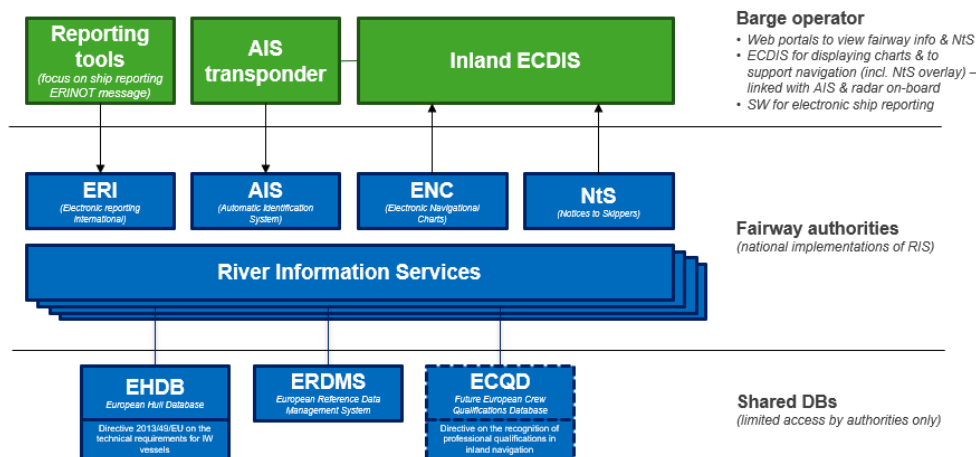 Reporting
tools
(focus on ship reporting
ERINOT message)
AIS
transponder
Inland ECDIS
Barge operator
• Web portals to view fairway info & NtS
• ECDIS for displaying charts & to
support navigation (incl. NtS overlay) –
linked with AIS & radar on-board
• SW for electronic ship reporting
ERI
(Electronic reporting
International)
AIS
(Automatic Identification
System)
ENC
(Electronic Navigational
Charts)
NtS
(Notices to Skippers)
Fairway authorities
(national implementations of RIS)
River Information Services
EHDB
European Hull Database
Directive 2013/49/EU on the
technical requirements for IW
vessels
ERDMS
European Reference Data
Management System
ECQD
Future European Crew
Qualifications Database
Directive on the recognition of
professional qualifications in
inland navigation
Shared DBs
(limited access by authorities only)